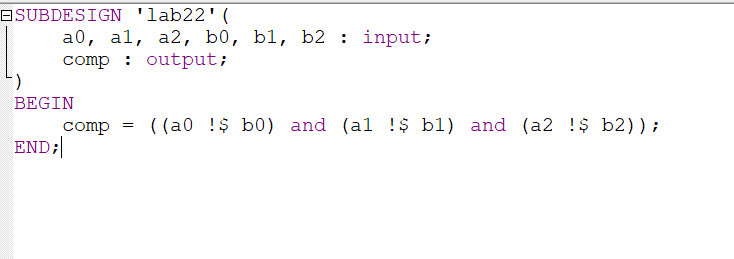 SUBDESIGN 'lab22'(
    a0, a1, a2, b0, b1, b2 : input;
    comp : output;
)
BEGIN
    comp = ((a0 !$ b0) and (a1 !$ b1) and (a2 !$ b2));
END;